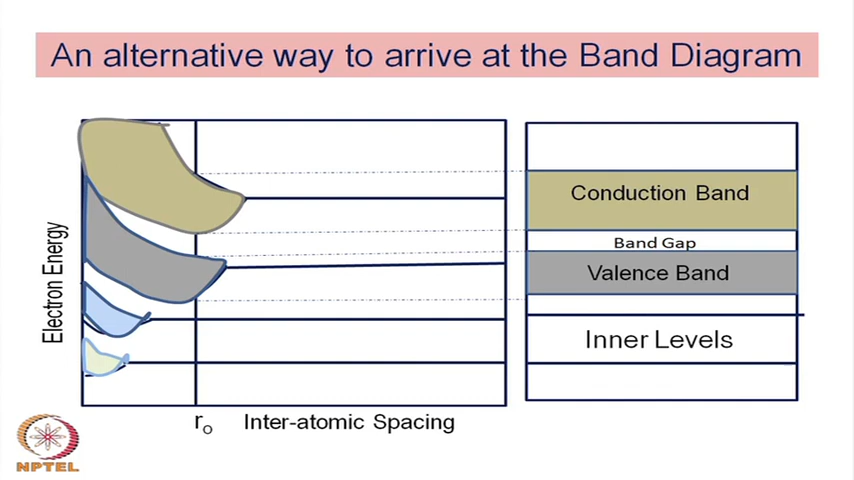 An alternative way to arrive at the Band Diagram
Electron Energy
r₀ Inter-atomic Spacing
Conduction Band
Band Gap
Valence Band
Inner Levels
NPTEL